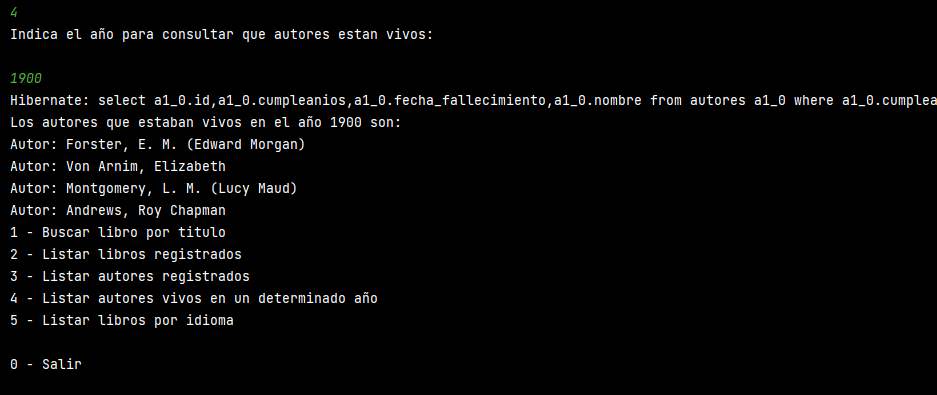 4
Indica el año para consultar que autores estan vivos:
1900
Hibernate: select a1_0.id,a1_0.cumpleanios,a1_0.fecha_fallecimiento,a1_0.nombre from autores a1_0 where a1_0.cumplea
Los autores que estaban vivos en el año 1900 son:
Autor: Forster, E. M. (Edward Morgan)
Autor: Von Arnim, Elizabeth
Autor: Montgomery, L. M. (Lucy Maud)
Autor: Andrews, Roy Chapman
1 - Buscar libro por titulo
2 - Listar libros registrados
3 - Listar autores registrados
4 - Listar autores vivos en un determinado año
5 - Listar libros por idioma
0 - Salir